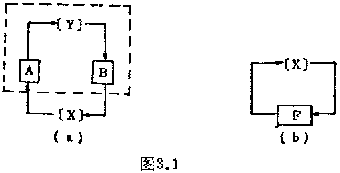 {Y}
A B
{X} {X}
F
(a) (b)
图3.1